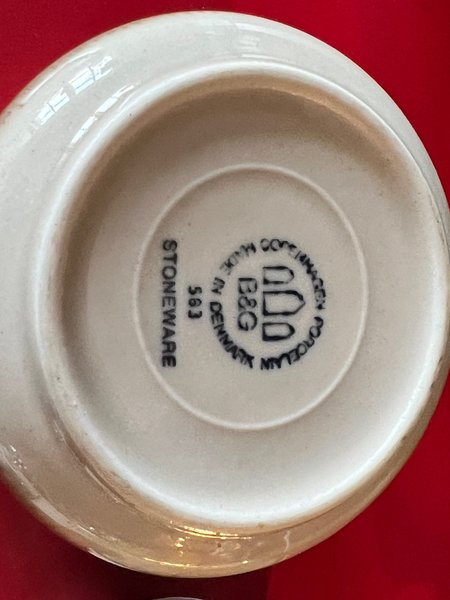 COPENHAGEN PORCELAIN
MADE IN DENMARK
B&G
563
STONEWARE